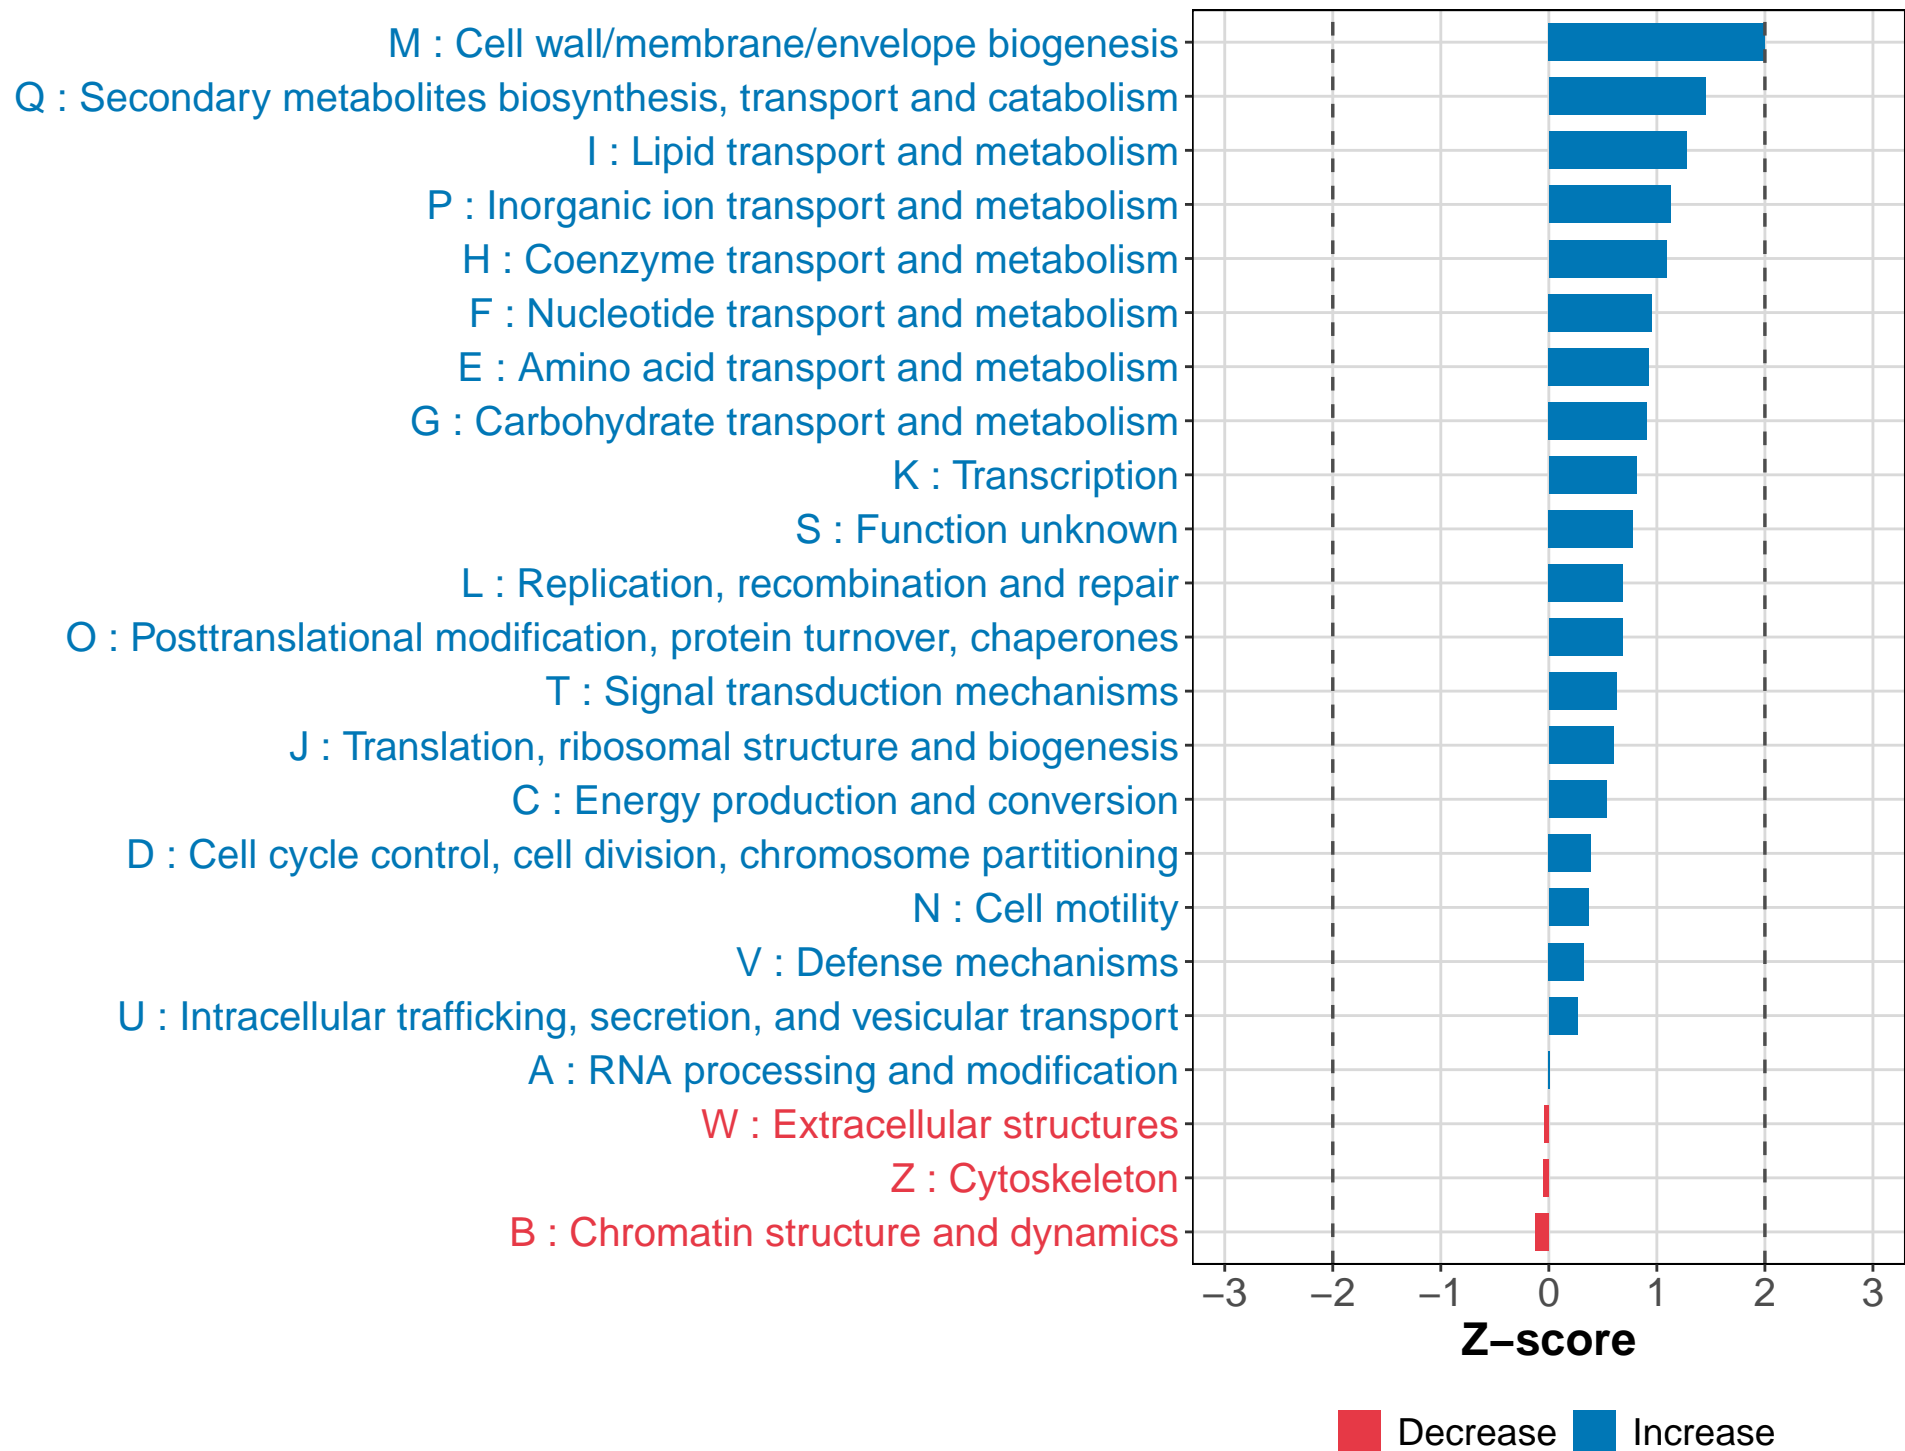 M : Cell wall/membrane/envelope biogenesis
Q : Secondary metabolites biosynthesis, transport and catabolism
I : Lipid transport and metabolism
P : Inorganic ion transport and metabolism
H : Coenzyme transport and metabolism
F : Nucleotide transport and metabolism
E : Amino acid transport and metabolism
G : Carbohydrate transport and metabolism
K : Transcription
S : Function unknown
L : Replication, recombination and repair
O : Posttranslational modification, protein turnover, chaperones
T : Signal transduction mechanisms
J : Translation, ribosomal structure and biogenesis
C : Energy production and conversion
D : Cell cycle control, cell division, chromosome partitioning
N : Cell motility
V : Defense mechanisms
U : Intracellular trafficking, secretion, and vesicular transport
A : RNA processing and modification
W : Extracellular structures
Z : Cytoskeleton
B : Chromatin structure and dynamics
−3 −2 −1 0 1 2 3
Z−score
Decrease Increase